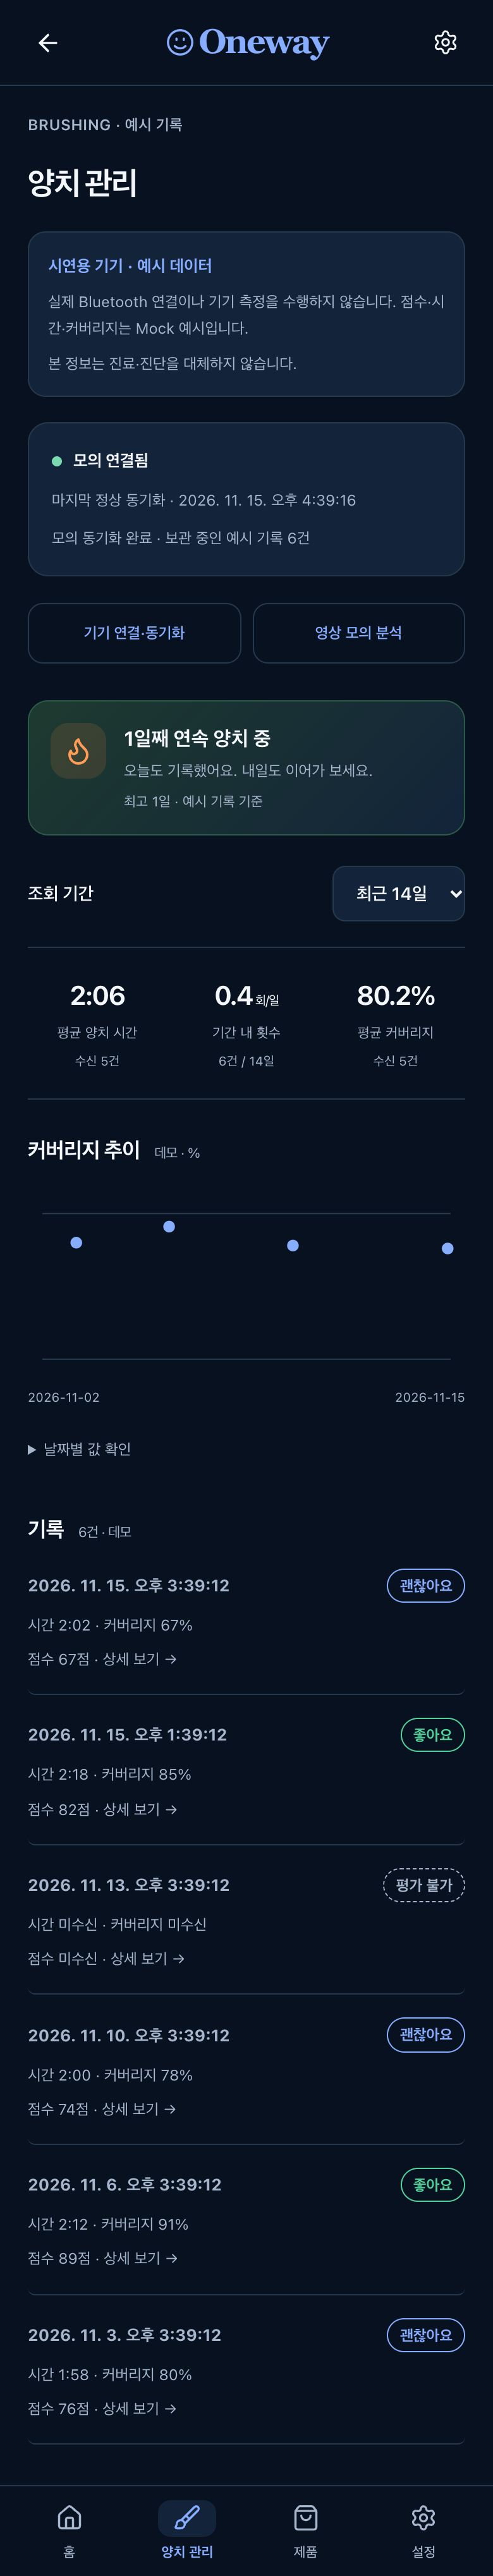 Oneway
BRUSHING · 예시 기록
양치 관리
시연용 기기 · 예시 데이터
실제 Bluetooth 연결이나 기기 측정을 수행하지 않습니다. 점수·시
간·커버리지는 Mock 예시입니다.
본 정보는 진료·진단을 대체하지 않습니다.
모의 연결됨
마지막 정상 동기화 · 2026. 11. 15. 오후 4:39:16
모의 동기화 완료 · 보관 중인 예시 기록 6건
기기 연결·동기화
영상 모의 분석
1일째 연속 양치 중
오늘도 기록했어요. 내일도 이어가 보세요.
최고 1일 · 예시 기록 기준
조회 기간
최근 14일
2:06
평균 양치 시간
수신 5건
0.4 회/일
기간 내 횟수
6건 / 14일
80.2%
평균 커버리지
수신 5건
커버리지 추이 데모 · %
2026-11-02
2026-11-15
▶ 날짜별 값 확인
기록 6건 · 데모
2026. 11. 15. 오후 3:39:12
괜찮아요
시간 2:02 · 커버리지 67%
점수 67점 · 상세 보기 →
2026. 11. 15. 오후 1:39:12
좋아요
시간 2:18 · 커버리지 85%
점수 82점 · 상세 보기 →
2026. 11. 13. 오후 3:39:12
평가 불가
시간 미수신 · 커버리지 미수신
점수 미수신 · 상세 보기 →
2026. 11. 10. 오후 3:39:12
괜찮아요
시간 2:00 · 커버리지 78%
점수 74점 · 상세 보기 →
2026. 11. 6. 오후 3:39:12
좋아요
시간 2:12 · 커버리지 91%
점수 89점 · 상세 보기 →
2026. 11. 3. 오후 3:39:12
괜찮아요
시간 1:58 · 커버리지 80%
점수 76점 · 상세 보기 →
홈
양치 관리
제품
설정